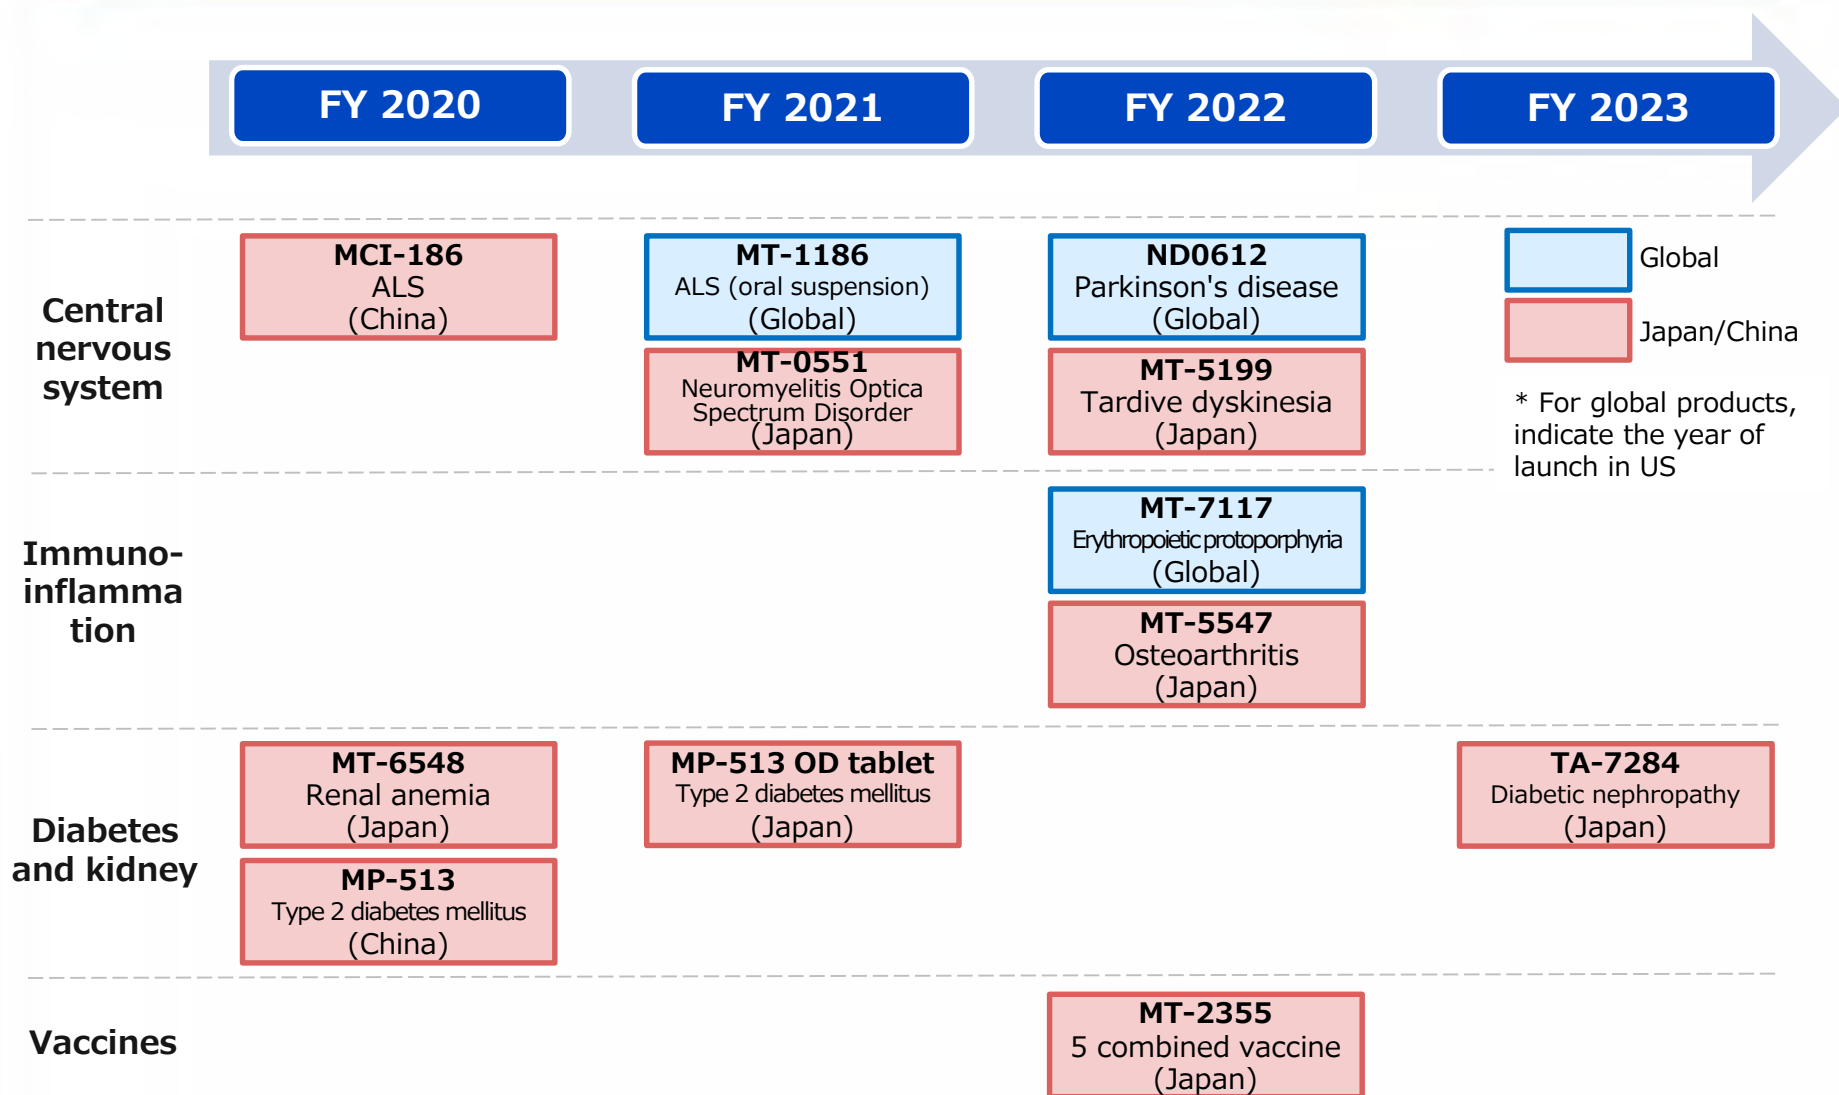 FY 2020
FY 2021
FY 2022
FY 2023
Central
nervous
system
MCI-186
ALS
(China)
MT-1186
ALS (oral suspension)
(Global)
MT-0551
Neuromyelitis Optica
Spectrum Disorder
(Japan)
ND0612
Parkinson's disease
(Global)
MT-5199
Tardive dyskinesia
(Japan)
Global
Japan/China
* For global products,
indicate the year of
launch in US
Immuno-
inflamma
tion
MT-7117
Erythropoietic protoporphyria
(Global)
MT-5547
Osteoarthritis
(Japan)
Diabetes
and kidney
MT-6548
Renal anemia
(Japan)
MP-513
Type 2 diabetes mellitus
(China)
MP-513 OD tablet
Type 2 diabetes mellitus
(Japan)
TA-7284
Diabetic nephropathy
(Japan)
Vaccines
MT-2355
5 combined vaccine
(Japan)